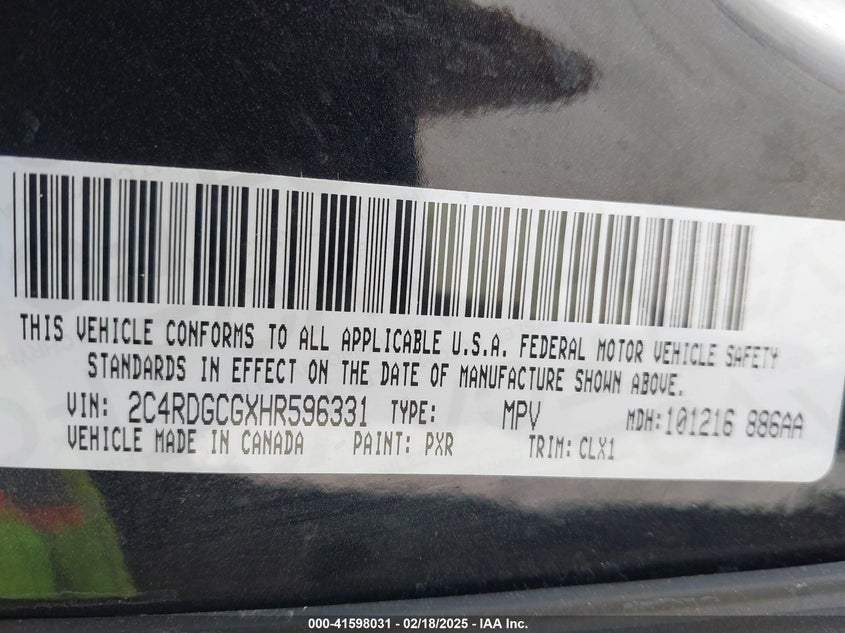 THIS VEHICLE CONFORMS TO ALL APPLICABLE U.S.A. FEDERAL MOTOR VEHICLE SAFETY
STANDARDS IN EFFECT ON THE DATE OF MANUFACTURE SHOWN ABOVE.
VIN: 2C4RDGCGXHR596331 TYPE: MPV MDH:101216 886AA
VEHICLE MADE IN CANADA PAINT: PXR TRIM: CLX1
000-41598031 - 02/18/2025 - IAA Inc.